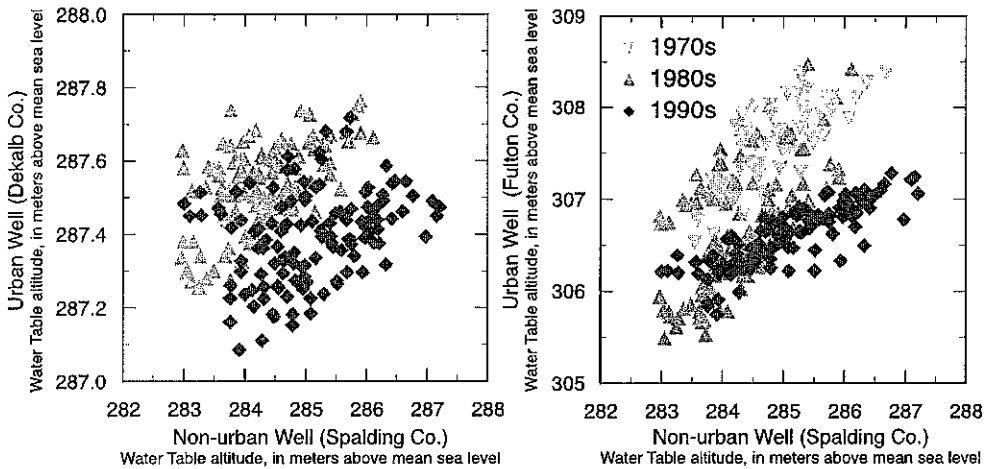 Urban Well (Dekalb Co.)
Water Table altitude, in meters above mean sea level
288.0
287.8
287.6
287.4
287.2
287.0
282 283 284 285 286 287 288
Non-urban Well (Spalding Co.)
Water Table altitude, in meters above mean sea level
Urban Well (Fulton Co.)
Water Table altitude, in meters above mean sea level
309
308
307
306
305
1970s
1980s
1990s
282 283 284 285 286 287 288
Non-urban Well (Spalding Co.)
Water Table altitude, in meters above mean sea level